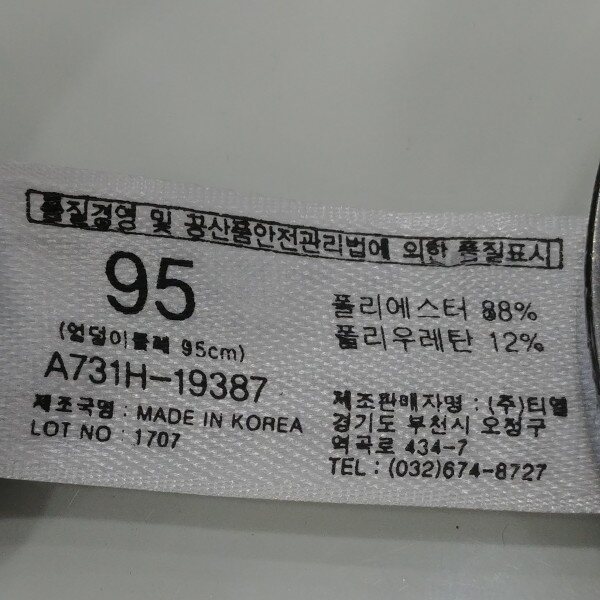 품질경영 및 공산품안전관리법에 의한 품질표시
95
(엉덩이둘레 95cm)
A731H-19387
제조국명 : MADE IN KOREA
LOT NO : 1707
폴리에스터 88%
폴리우레탄 12%
제조판매자명 : (주)티엘
경기도 부천시 오정구
역곡로 434-7
TEL : (032)674-8727